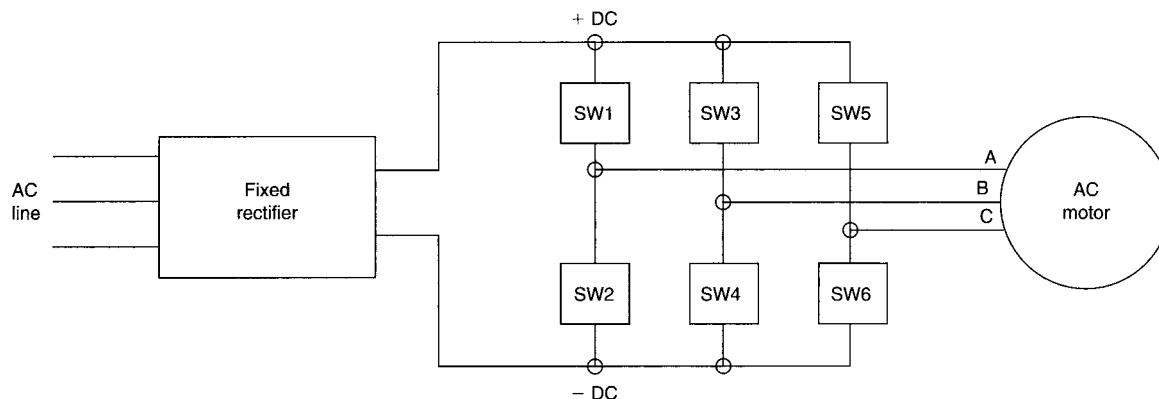 + DC
SW1
SW3
SW5
A
AC
line
Fixed
rectifier
B
AC
motor
C
SW2
SW4
SW6
− DC